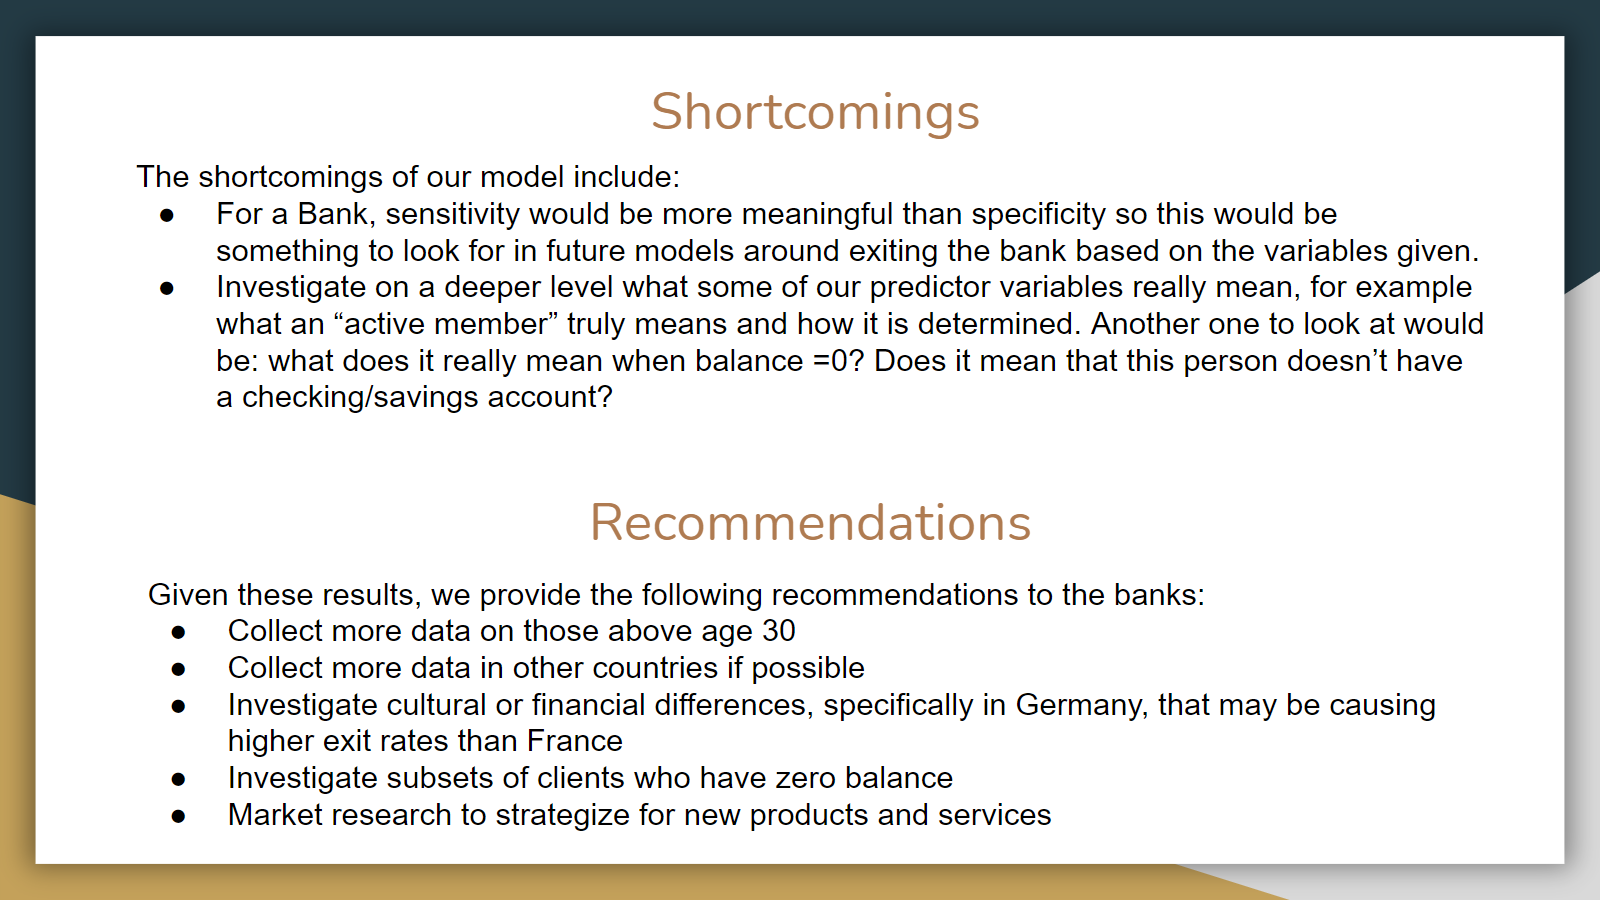 Shortcomings
The shortcomings of our model include:
● For a Bank, sensitivity would be more meaningful than specificity so this would be
something to look for in future models around exiting the bank based on the variables given.
● Investigate on a deeper level what some of our predictor variables really mean, for example
what an “active member” truly means and how it is determined. Another one to look at would
be: what does it really mean when balance =0? Does it mean that this person doesn’t have
a checking/savings account?
Recommendations
Given these results, we provide the following recommendations to the banks:
● Collect more data on those above age 30
● Collect more data in other countries if possible
● Investigate cultural or financial differences, specifically in Germany, that may be causing
higher exit rates than France
● Investigate subsets of clients who have zero balance
● Market research to strategize for new products and services